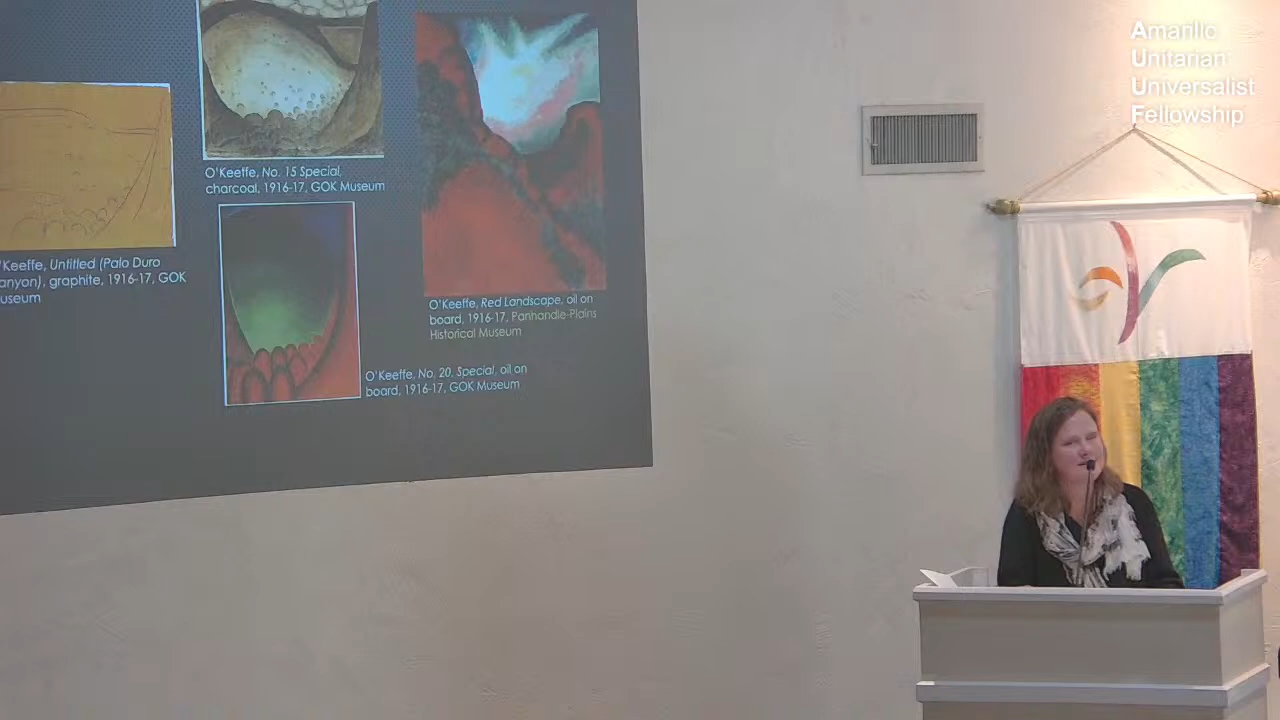 O'Keeffe, No. 15 Special,
charcoal, 1916-17, GOK Museum
'Keeffe, Untitled (Palo Duro
anyon), graphite, 1916-17, GOK
useum
O'Keeffe, Red Landscape, oil on
board, 1916-17, Panhandle-Plains
Historical Museum
O'Keeffe, No. 20, Special, oil on
board, 1916-17, GOK Museum
Amarillo
Unitarian
Universalist
Fellowship